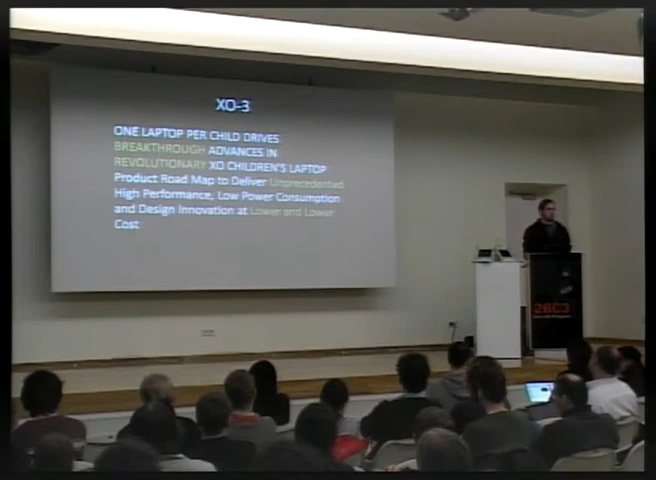 XO-3
ONE LAPTOP PER CHILD DRIVES
BREAKTHROUGH ADVANCES IN
REVOLUTIONARY XO CHILDREN'S LAPTOP
Product Road Map to Deliver Unprecedented
High Performance, Low Power Consumption
and Design Innovation at Lower and Lower
Cost
26C3